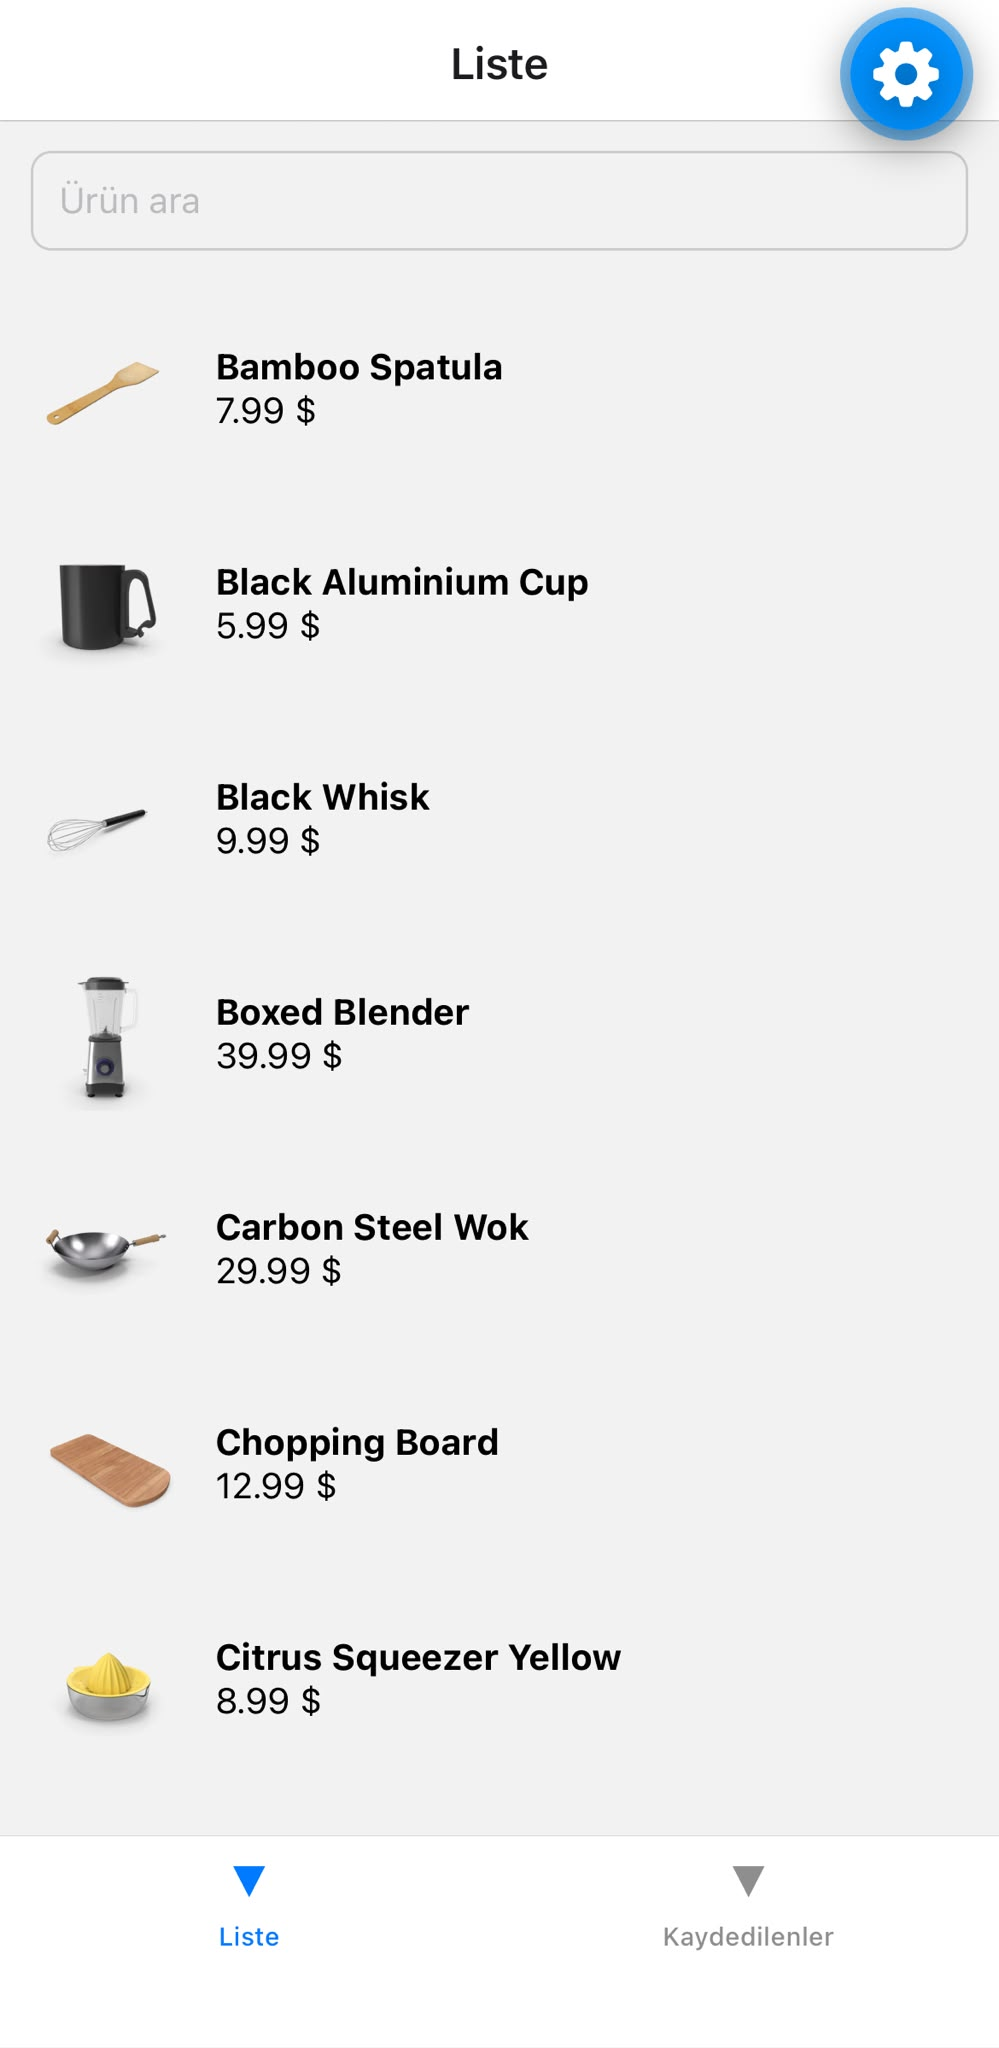 Liste
Ürün ara
Bamboo Spatula
7.99 $
Black Aluminium Cup
5.99 $
Black Whisk
9.99 $
Boxed Blender
39.99 $
Carbon Steel Wok
29.99 $
Chopping Board
12.99 $
Citrus Squeezer Yellow
8.99 $
Liste
Kaydedilenler